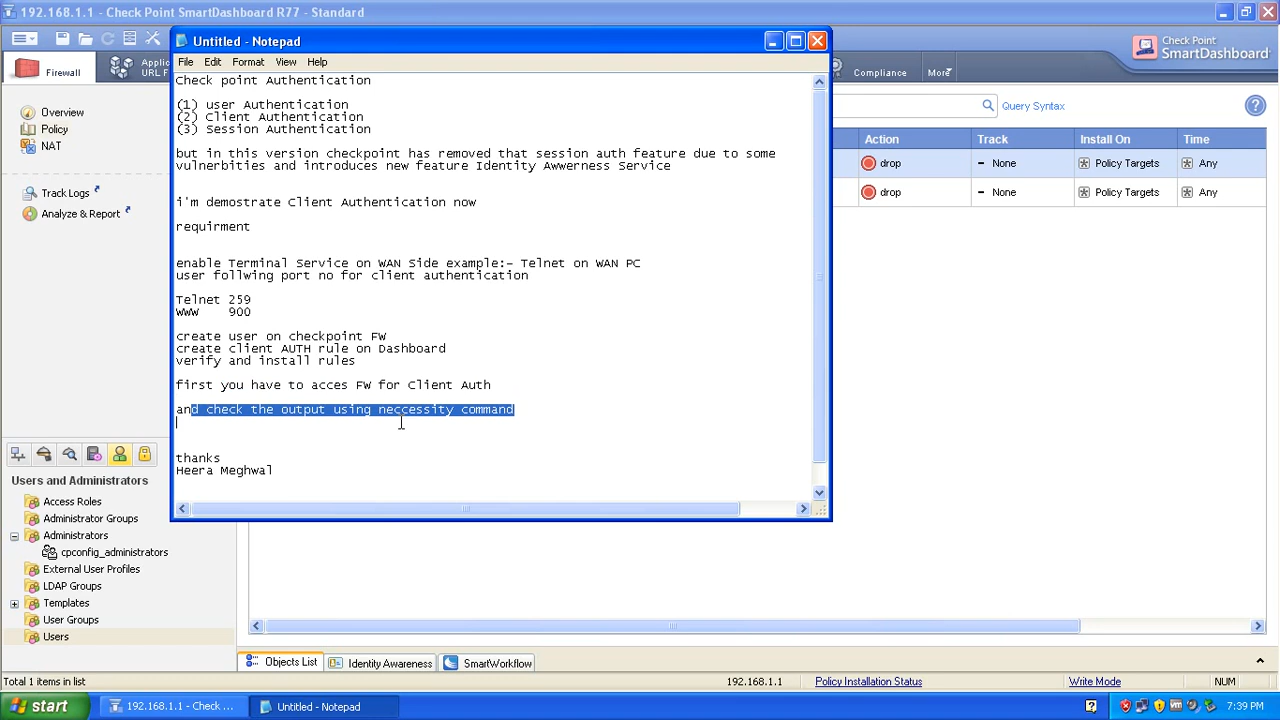 192.168.1.1 - Check Point SmartDashboard R77 - Standard
Firewall
Applic
URL F
Compliance
More
Check Point
SmartDashboard
Overview
Policy
NAT
Track Logs
Analyze & Report
Query Syntax
Action Track Install On Time
drop None Policy Targets Any
drop None Policy Targets Any
Untitled - Notepad
File Edit Format View Help
Check point Authentication
(1) user Authentication
(2) Client Authentication
(3) Session Authentication
but in this version checkpoint has removed that session auth feature due to some
vulnerbities and introduces new feature Identity Awwerness Service
i'm demostrate Client Authentication now
requirment
enable Terminal Service on WAN Side example:- Telnet on WAN PC
user follwing port no for client authentication
Telnet 259
WWW 900
create user on checkpoint FW
create client AUTH rule on Dashboard
verify and install rules
first you have to acces FW for Client Auth
and check the output using neccessity command
thanks
Heera Meghwal
Users and Administrators
Access Roles
Administrator Groups
Administrators
cpconfig_administrators
External User Profiles
LDAP Groups
Templates
User Groups
Users
Objects List Identity Awareness SmartWorkflow
Total 1 items in list 192.168.1.1 Policy Installation Status Write Mode NUM
start 192.168.1.1 - Check ... Untitled - Notepad 7:39 PM